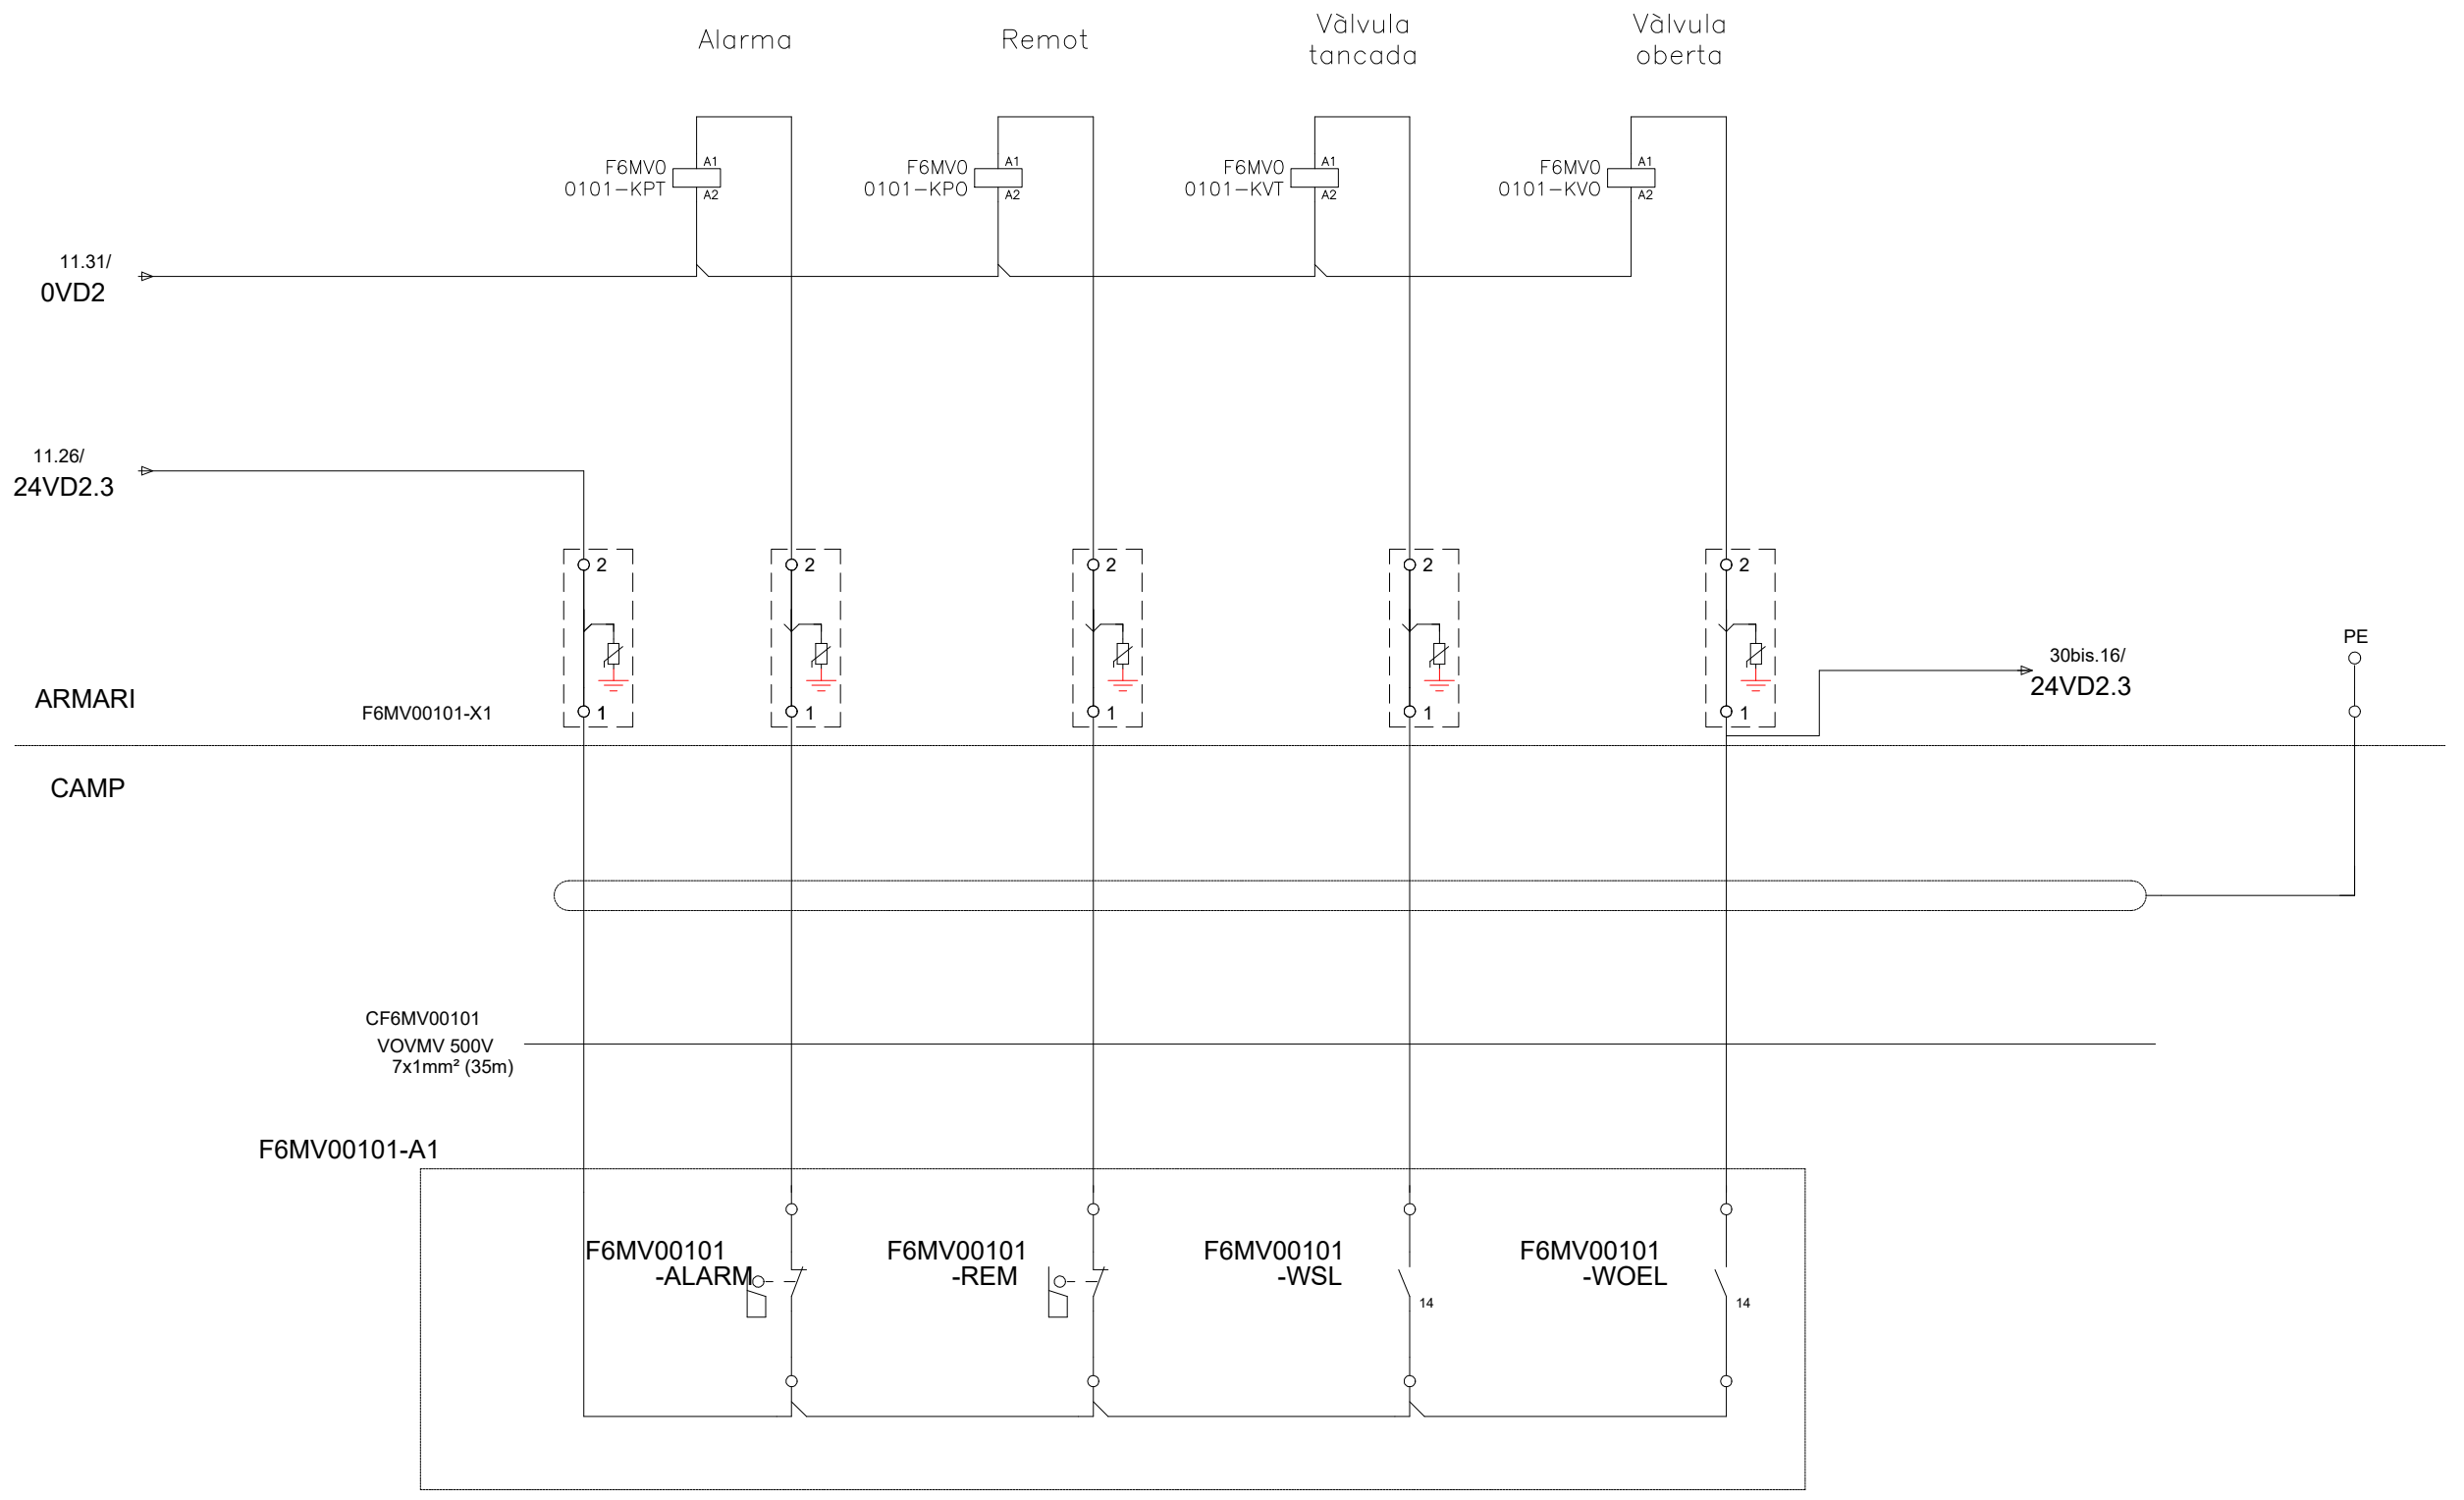 Alarma
Remot
Vàlvula
tancada
Vàlvula
oberta
F6MV0
0101-KPT
A1
A2
F6MV0
0101-KPO
A1
A2
F6MV0
0101-KVT
A1
A2
F6MV0
0101-KVO
A1
A2
11.31/
0VD2
11.26/
24VD2.3
2
2
2
2
2
PE
30bis.16/
24VD2.3
ARMARI
F6MV00101-X1
1
1
1
1
1
CAMP
CF6MV00101
VOVMV 500V
7x1mm² (35m)
F6MV00101-A1
F6MV00101
-ALARM
F6MV00101
-REM
F6MV00101
-WSL
14
F6MV00101
-WOEL
14